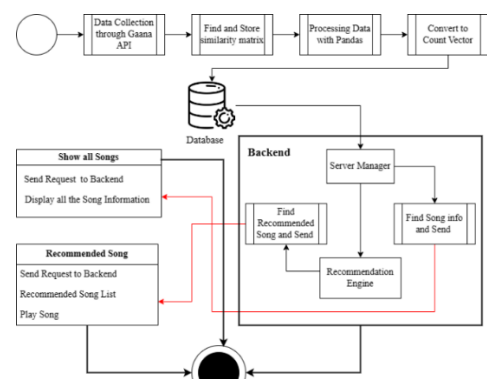 Data Collection
through Gaana
API
Find and Store
similarity matrix
Processing Data
with Pandas
Convert to
Count Vector
Database
Show all Songs
Send Request to Backend
Display all the Song Information
Backend
Server Manager
Find
Recommended
Song and Send
Find Song info
and Send
Recommendation
Engine
Recommended Song
Send Request to Backend
Recommended Song List
Play Song